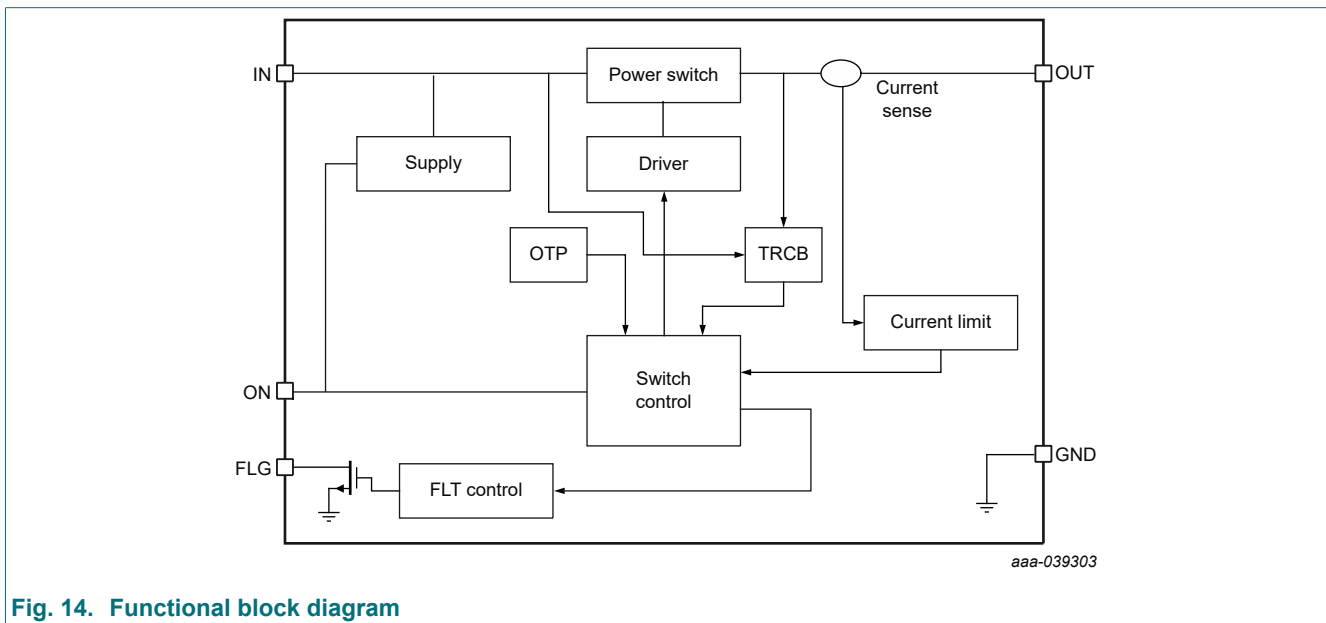 IN
Power switch
OUT
Current
sense
Supply
Driver
OTP
TRCB
Current limit
Switch
control
ON
FLG
FLT control
GND
aaa-039303
Fig. 14. Functional block diagram